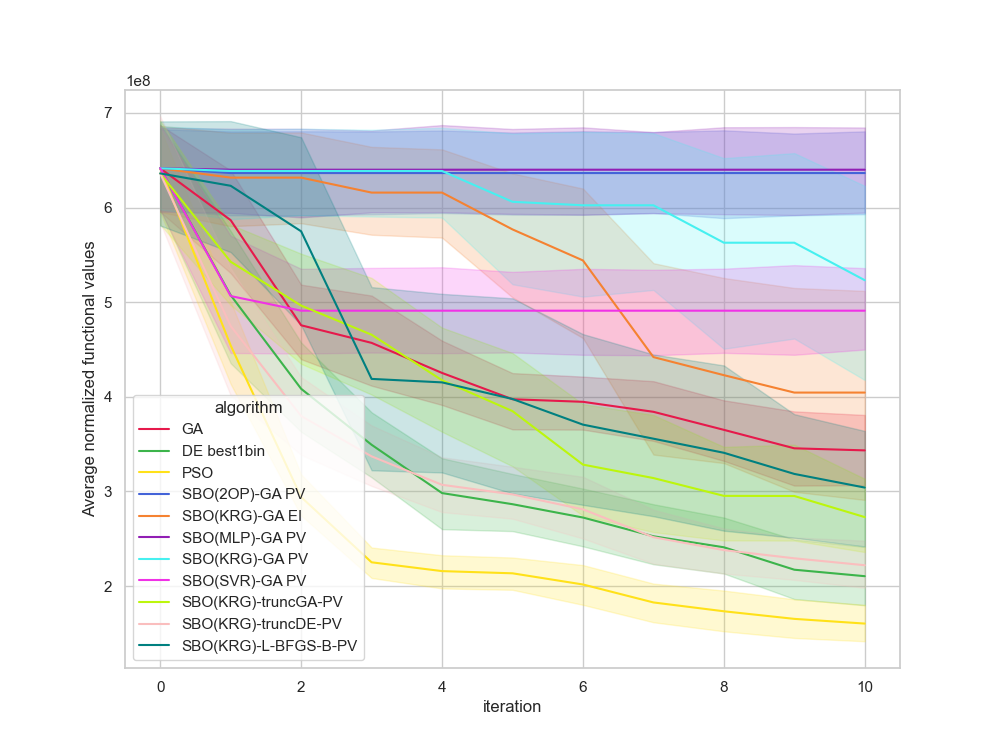 1e8
7
6
5
4
3
2
Average normalized functional values
algorithm
GA
DE best1bin
PSO
SBO(2OP)-GA PV
SBO(KRG)-GA EI
SBO(MLP)-GA PV
SBO(KRG)-GA PV
SBO(SVR)-GA PV
SBO(KRG)-truncGA-PV
SBO(KRG)-truncDE-PV
SBO(KRG)-L-BFGS-B-PV
0 2 4 6 8 10
iteration